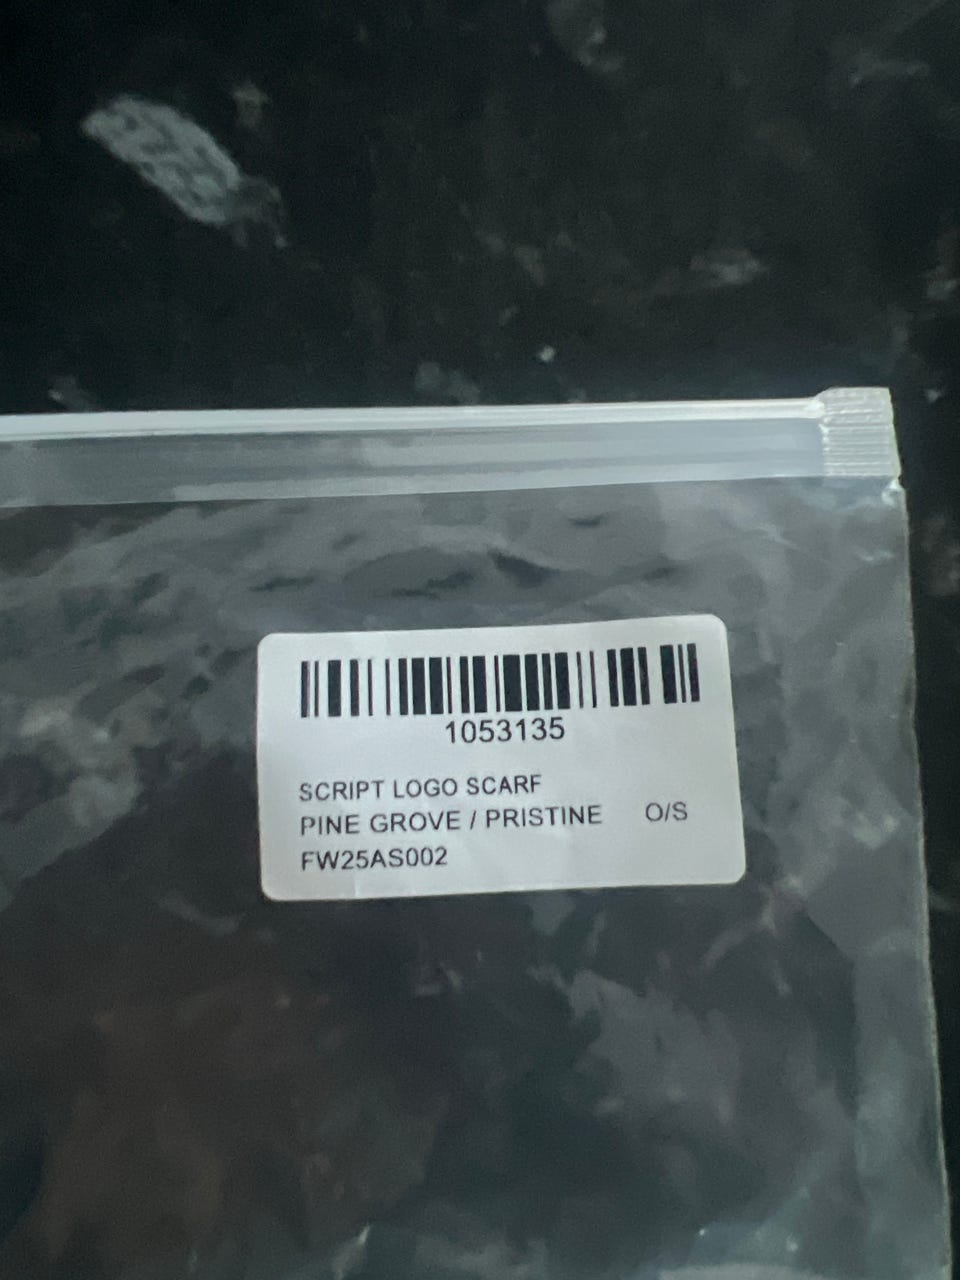 1053135
SCRIPT LOGO SCARF
PINE GROVE / PRISTINE O/S
FW25AS002